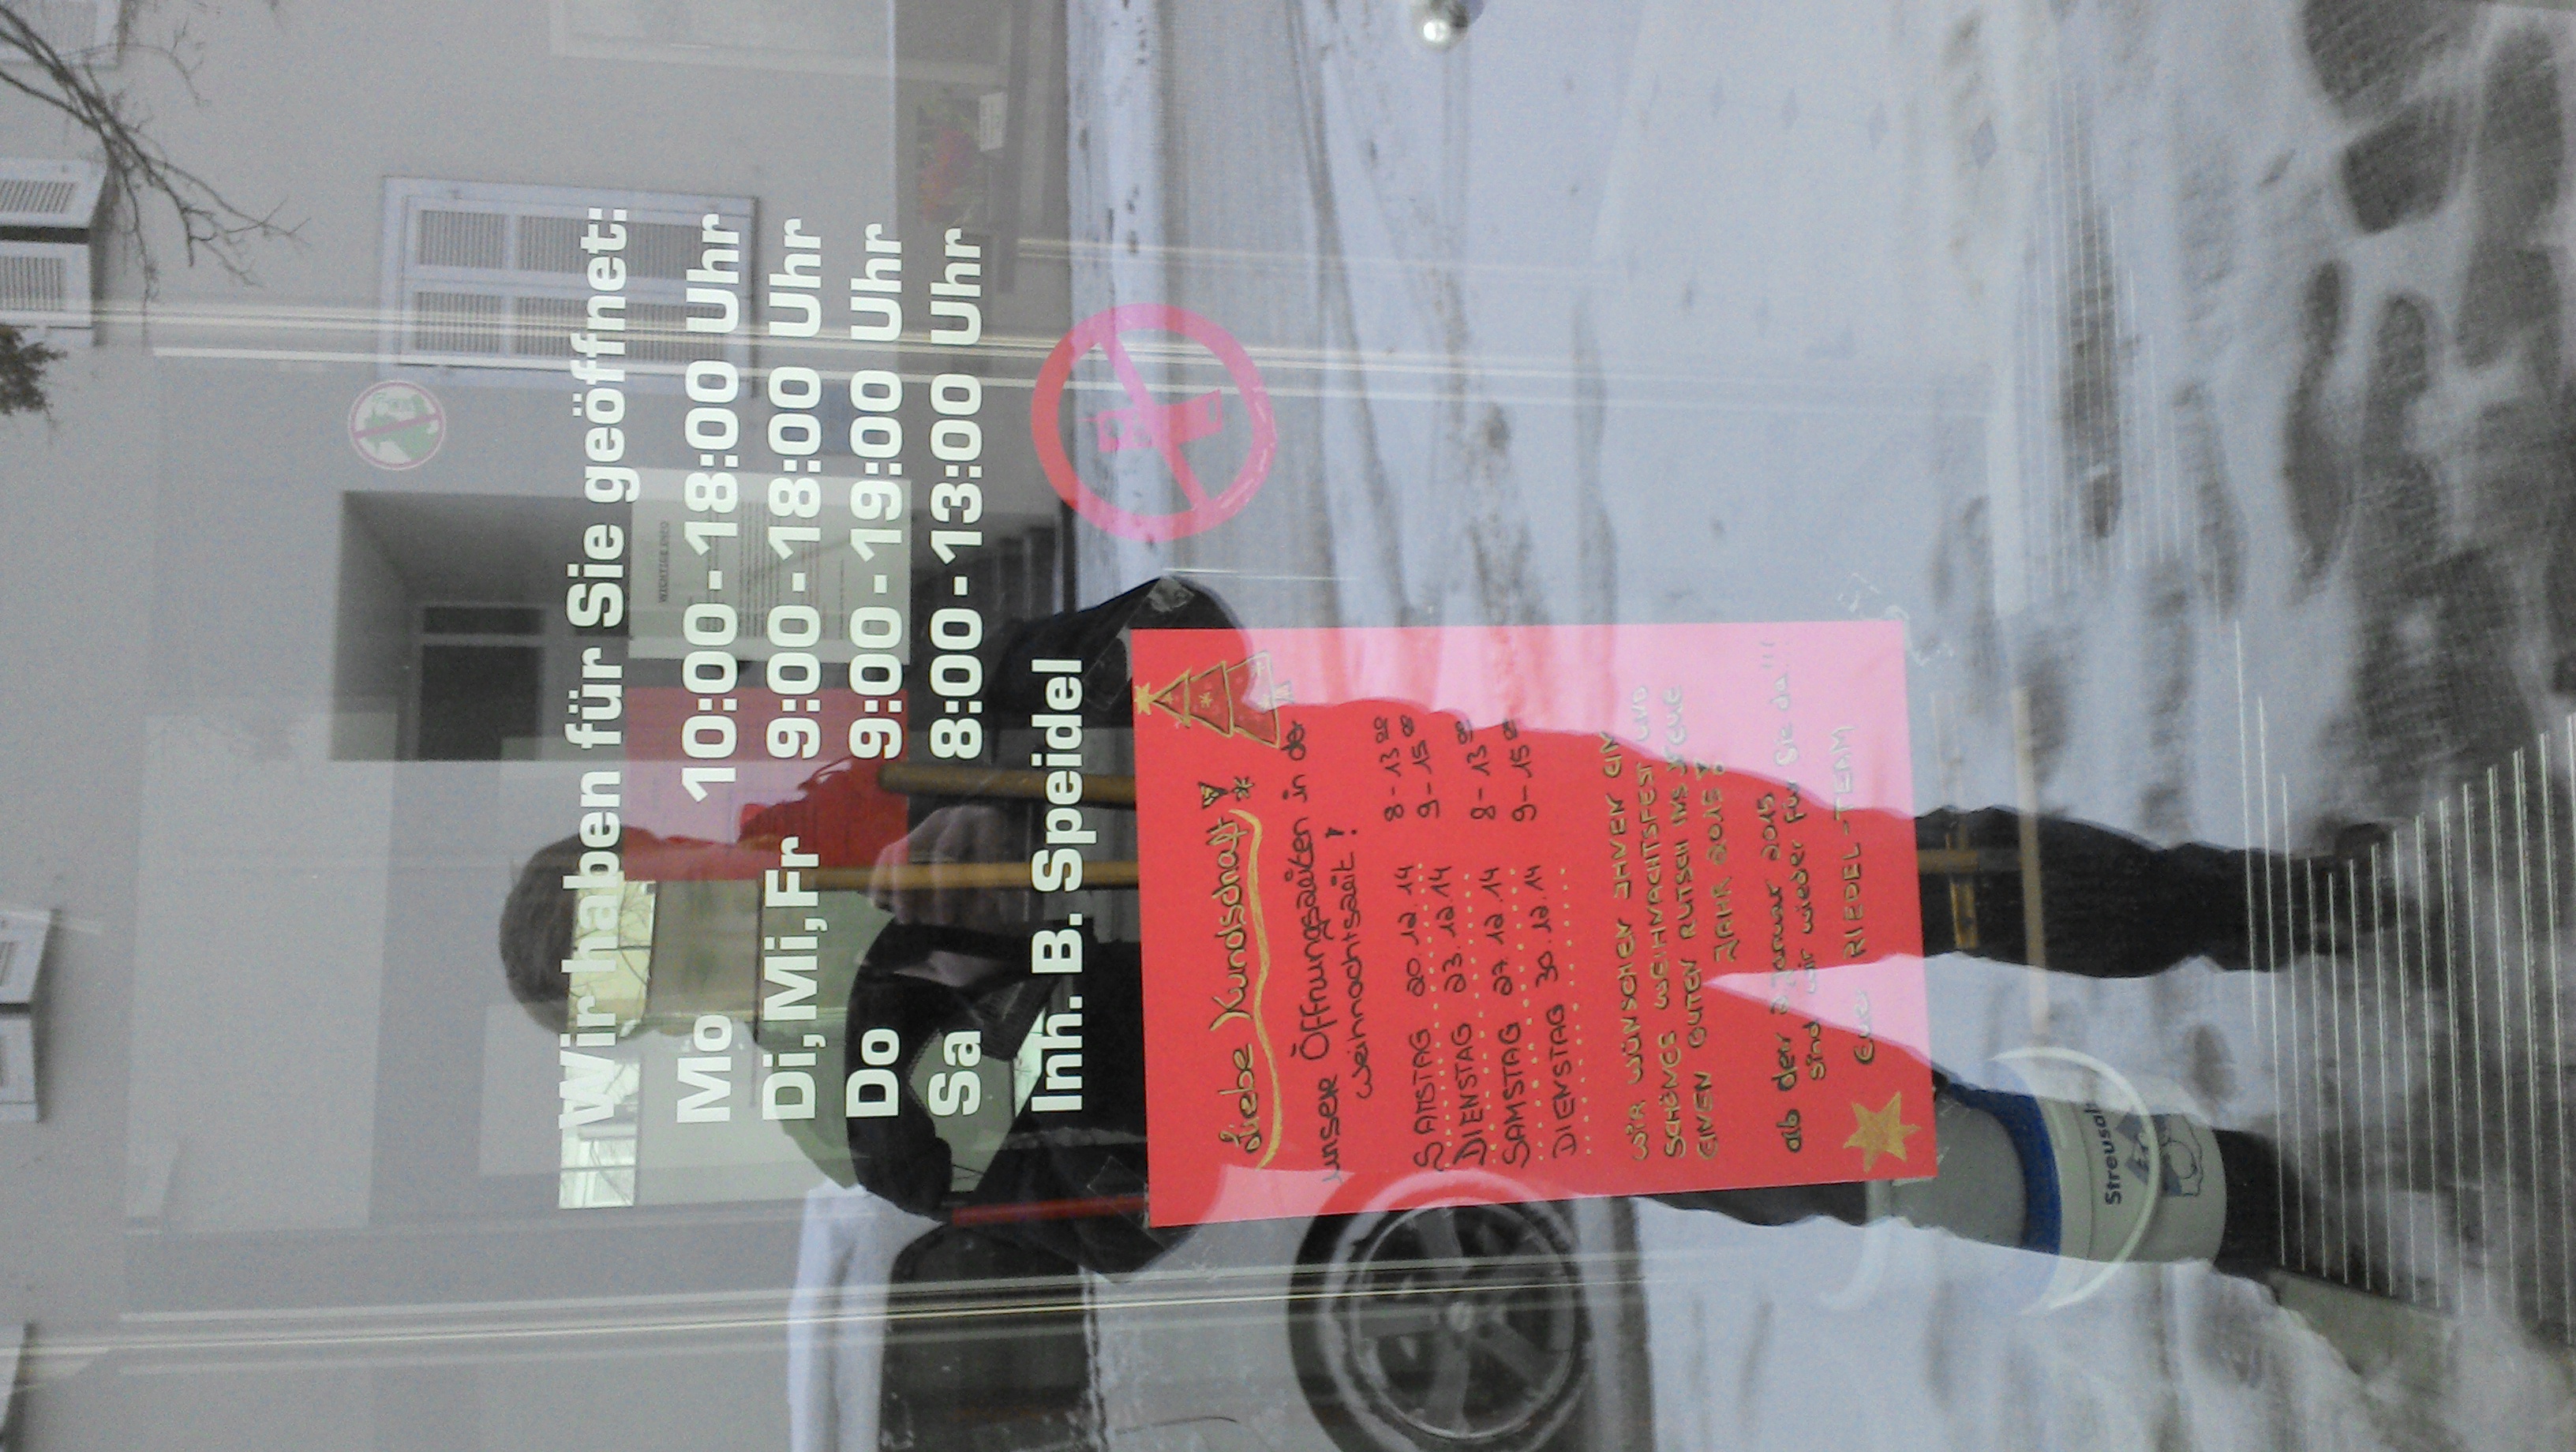 Wir haben für Sie geöffnet:
WICHTIGE INFO
Mo 10:00-18:00 Uhr
Di, Mi, Fr 9:00-18:00 Uhr
Do 9:00-19:00 Uhr
Sa 8:00-13:00 Uhr
Inh. B. Speidel
Liebe Kundschaft!
unsere Öffnungszeiten in der
Weihnachtszeit!
SAMSTAG 20.12.14 8-13 00
DIENSTAG 23.12.14 9-15 00
SAMSTAG 27.12.14 8-13 00
DIENSTAG 30.12.14 9-15 00
WIR WÜNSCHEN IHNEN EIN
SCHÖNES WEIHNACHTSFEST UND
EINEN GUTEN RUTSCH INS NEUE
JAHR 2015!
ab den 2 Januar 2015
sind wir wieder für Sie da!!!
Euer RIEDEL-TEAM
Streusalz